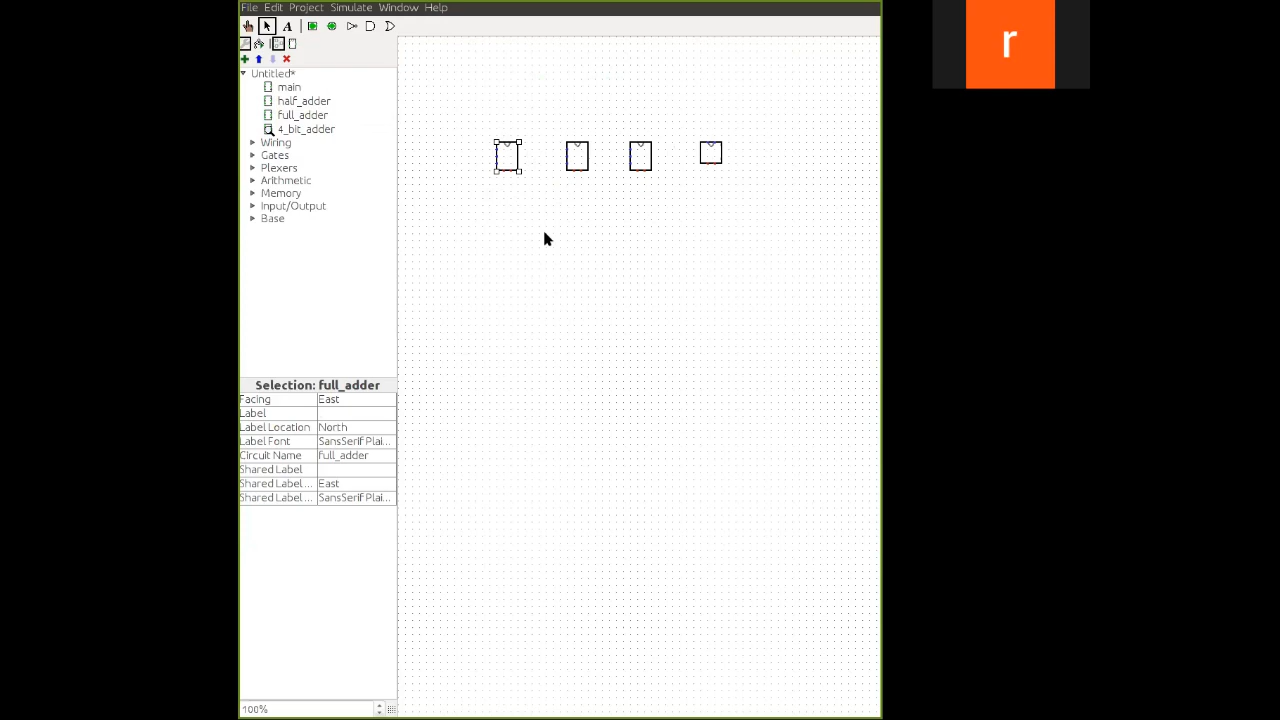 File Edit Project Simulate Window Help
A
Untitled*
main
half_adder
full_adder
4_bit_adder
Wiring
Gates
Plexers
Arithmetic
Memory
Input/Output
Base
Selection: full_adder
Facing East
Label
Label Location North
Label Font SansSerif Plai...
Circuit Name full_adder
Shared Label
Shared Label ... East
Shared Label ... SansSerif Plai...
100%
r